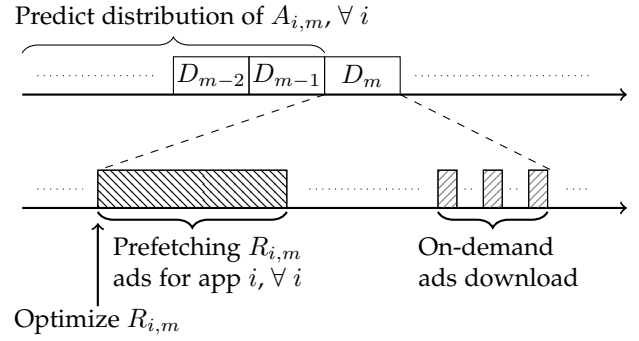 Predict distribution of $A_{i,m}$, ∀ $i$
$D_{m-2}$ $D_{m-1}$ $D_m$
Prefetching $R_{i,m}$
ads for app $i$, ∀ $i$
On-demand
ads download
Optimize $R_{i,m}$